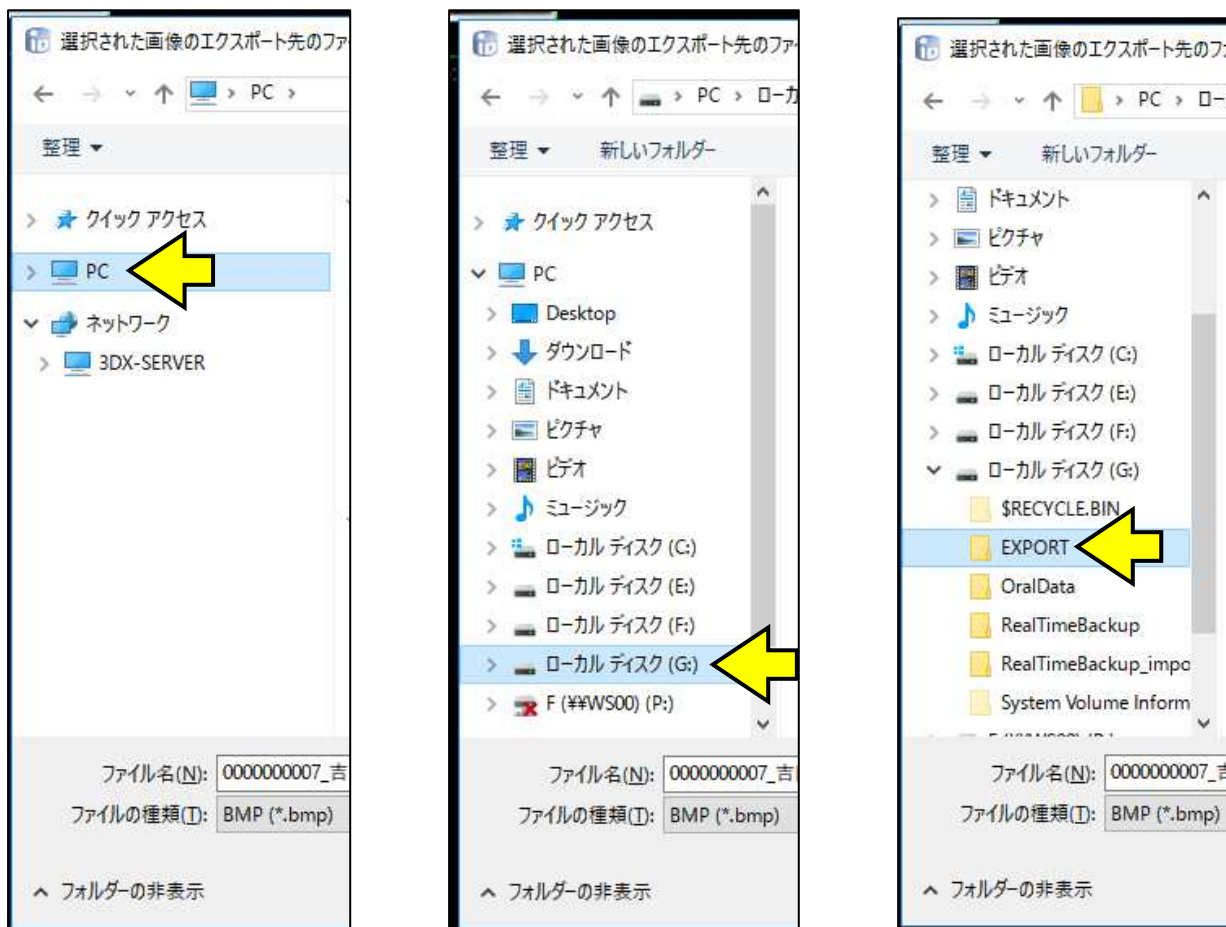 選択された画像のエクスポート先のファ
PC
整理
クイック アクセス
PC
ネットワーク
3DX-SERVER
ファイル名(N): 0000000007_吉
ファイルの種類(T): BMP (*.bmp)
フォルダーの非表示
選択された画像のエクスポート先のファイ
PC ローカ
整理 新しいフォルダー
クイック アクセス
PC
Desktop
ダウンロード
ドキュメント
ピクチャ
ビデオ
ミュージック
ローカル ディスク (C:)
ローカル ディスク (E:)
ローカル ディスク (F:)
ローカル ディスク (G:)
F (¥¥WS00) (P:)
ファイル名(N): 0000000007_吉
ファイルの種類(T): BMP (*.bmp)
フォルダーの非表示
選択された画像のエクスポート先のフ
PC ロー
整理 新しいフォルダー
ドキュメント
ピクチャ
ビデオ
ミュージック
ローカル ディスク (C:)
ローカル ディスク (E:)
ローカル ディスク (F:)
ローカル ディスク (G:)
$RECYCLE.BIN
EXPORT
OralData
RealTimeBackup
RealTimeBackup_impo
System Volume Inform
ファイル名(N): 0000000007_吉
ファイルの種類(T): BMP (*.bmp)
フォルダーの非表示